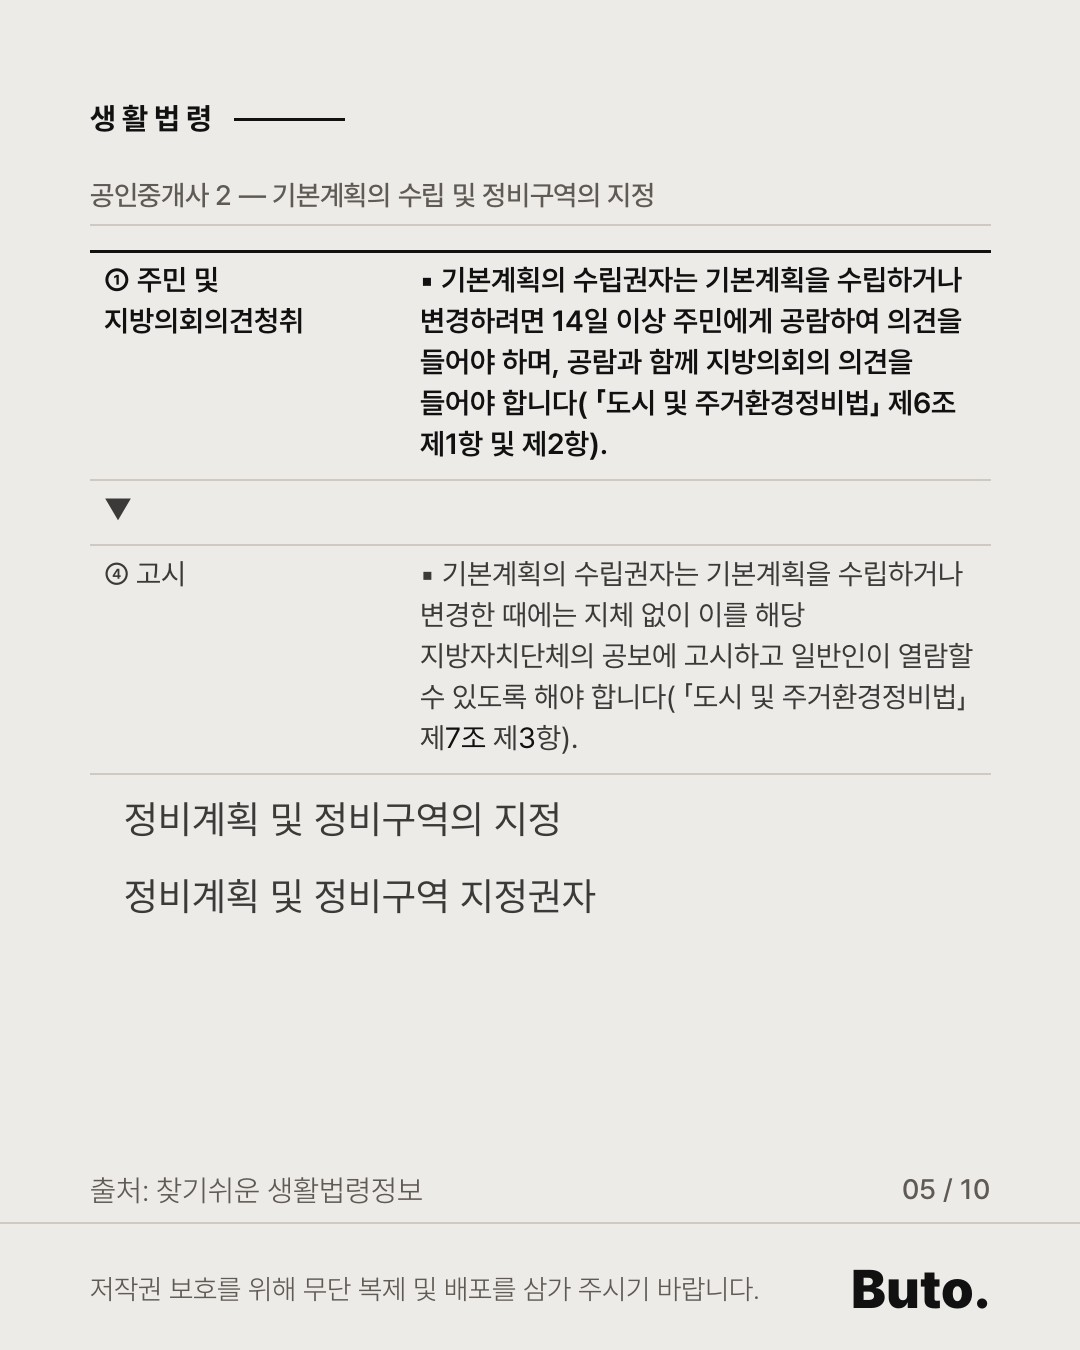 생활법령
공인중개사 2 — 기본계획의 수립 및 정비구역의 지정
① 주민 및
지방의회의견청취
▪ 기본계획의 수립권자는 기본계획을 수립하거나
변경하려면 14일 이상 주민에게 공람하여 의견을
들어야 하며, 공람과 함께 지방의회의 의견을
들어야 합니다(「도시 및 주거환경정비법」 제6조
제1항 및 제2항).
▼
④ 고시
▪ 기본계획의 수립권자는 기본계획을 수립하거나
변경한 때에는 지체 없이 이를 해당
지방자치단체의 공보에 고시하고 일반인이 열람할
수 있도록 해야 합니다(「도시 및 주거환경정비법」
제7조 제3항).
정비계획 및 정비구역의 지정
정비계획 및 정비구역 지정권자
출처: 찾기쉬운 생활법령정보
05 / 10
저작권 보호를 위해 무단 복제 및 배포를 삼가 주시기 바랍니다.
Buto.